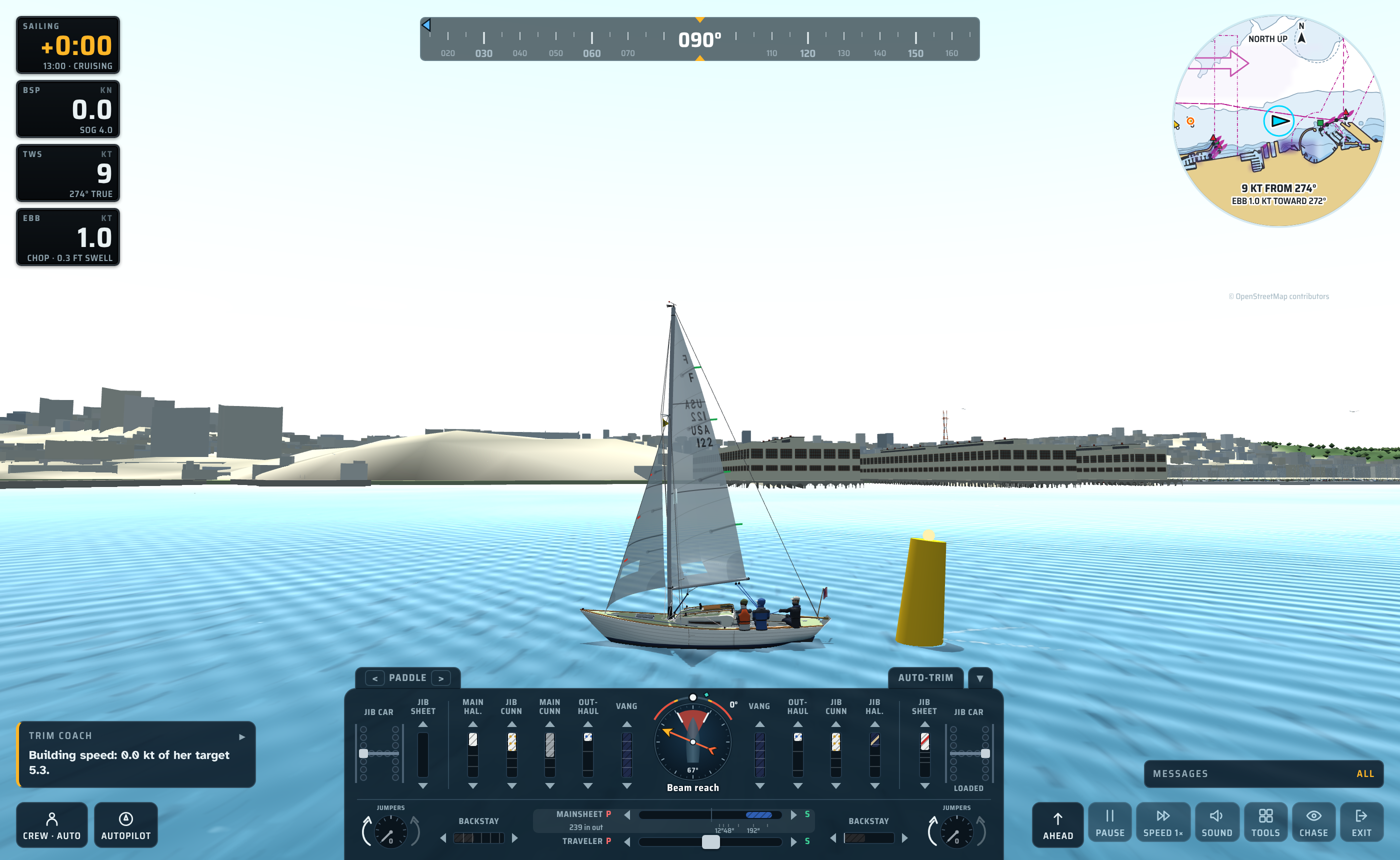 SAILING
+0:00
13:00 · CRUISING
BSP KN
0.0
SOG 4.0
TWS KT
9
274° TRUE
EBB KT
1.0
CHOP · 0.3 FT SWELL
090°
020 030 040 050 060 070 110 120 130 140 150 160
N
NORTH UP
9 KT FROM 274°
EBB 1.0 KT TOWARD 272°
© OpenStreetMap contributors
F
F
USA
122
USA
122
< PADDLE >
AUTO-TRIM ▼
JIB CAR
JIB SHEET
MAIN HAL.
JIB CUNN
MAIN CUNN
OUT-HAUL
VANG
0°
67°
Beam reach
VANG
OUT-HAUL
JIB CUNN
JIB HAL.
JIB SHEET
JIB CAR
LOADED
JUMPERS
0
BACKSTAY
MAINSHEET P S
239 in out
12°48" 192"
TRAVELER P S
BACKSTAY
JUMPERS
0
TRIM COACH
Building speed: 0.0 kt of her target
5.3.
CREW · AUTO
AUTOPILOT
MESSAGES ALL
AHEAD
PAUSE
SPEED 1×
SOUND
TOOLS
CHASE
EXIT